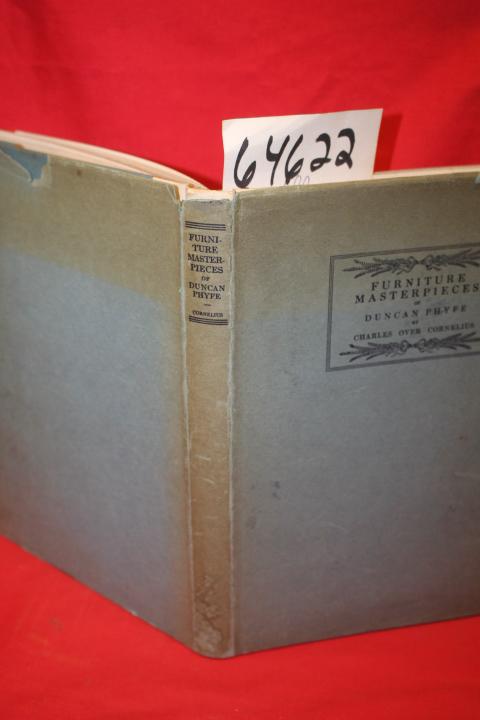 64622
FURNI-
TURE
MASTER-
PIECES
OF
DUNCAN
PHYFE
CORNELIUS
FURNITURE
MASTERPIECES
OF
DUNCAN PHYFE
BY
CHARLES OVER CORNELIUS